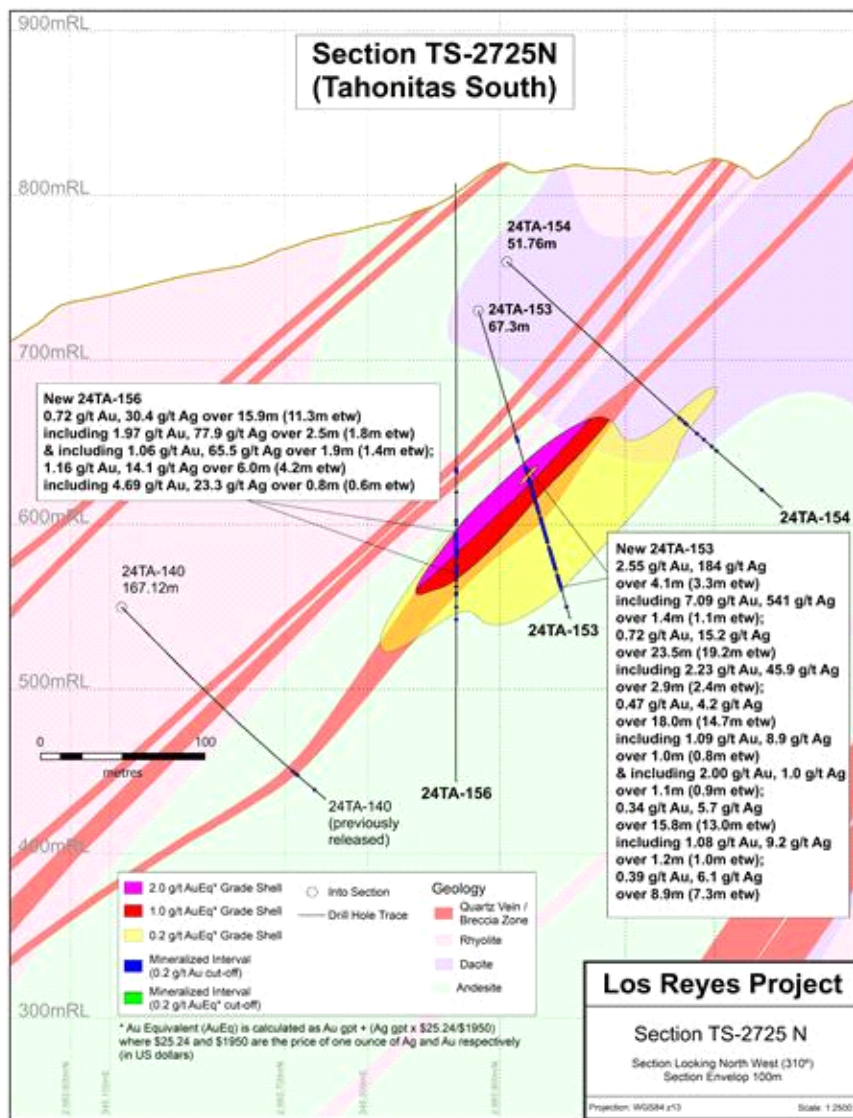 900mRL
Section TS-2725N
(Tahonitas South)
800mRL
24TA-154
51.76m
24TA-153
67.3m
700mRL
New 24TA-156
0.72 g/t Au, 30.4 g/t Ag over 15.9m (11.3m etw)
including 1.97 g/t Au, 77.9 g/t Ag over 2.5m (1.8m etw)
& including 1.06 g/t Au, 65.5 g/t Ag over 1.9m (1.4m etw);
1.16 g/t Au, 14.1 g/t Ag over 6.0m (4.2m etw)
including 4.69 g/t Au, 23.3 g/t Ag over 0.8m (0.6m etw)
600mRL
24TA-154
24TA-140
167.12m
New 24TA-153
2.55 g/t Au, 184 g/t Ag
over 4.1m (3.3m etw)
including 7.09 g/t Au, 541 g/t Ag
over 1.4m (1.1m etw);
0.72 g/t Au, 15.2 g/t Ag
over 23.5m (19.2m etw)
including 2.23 g/t Au, 45.9 g/t Ag
over 2.9m (2.4m etw);
0.47 g/t Au, 4.2 g/t Ag
over 18.0m (14.7m etw)
including 1.09 g/t Au, 8.9 g/t Ag
over 1.0m (0.8m etw)
& including 2.00 g/t Au, 1.0 g/t Ag
over 1.1m (0.9m etw);
0.34 g/t Au, 5.7 g/t Ag
over 15.8m (13.0m etw)
including 1.08 g/t Au, 9.2 g/t Ag
over 1.2m (1.0m etw);
0.39 g/t Au, 6.1 g/t Ag
over 8.9m (7.3m etw)
24TA-153
500mRL
0 100
metres
24TA-156
24TA-140
(previously
released)
400mRL
2.0 g/t AuEq* Grade Shell
1.0 g/t AuEq* Grade Shell
0.2 g/t AuEq* Grade Shell
Mineralized Interval
(0.2 g/t Au cut-off)
Mineralized Interval
(0.2 g/t AuEq* cut-off)
Into Section
Drill Hole Trace
Geology
Quartz Vein /
Breccia Zone
Rhyolite
Dacite
Andesite
300mRL
* Au Equivalent (AuEq) is calculated as Au gpt + (Ag gpt x $25.24/$1950)
where $25.24 and $1950 are the price of one ounce of Ag and Au respectively
(in US dollars)
Los Reyes Project
Section TS-2725 N
Section Looking North West (310º)
Section Envelop 100m
Projection: WGS84 z13 Scale: 1:2500